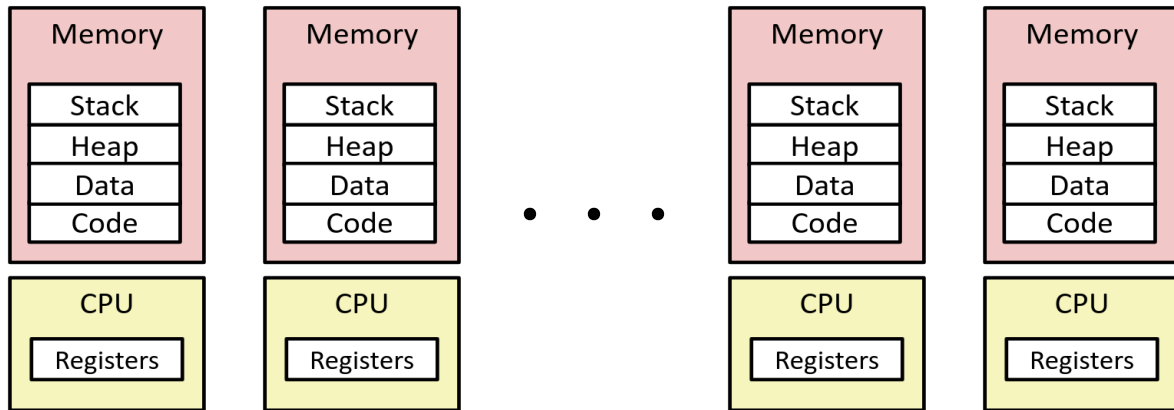 Memory
Stack
Heap
Data
Code
CPU
Registers
Memory
Stack
Heap
Data
Code
CPU
Registers
. . .
Memory
Stack
Heap
Data
Code
CPU
Registers
Memory
Stack
Heap
Data
Code
CPU
Registers